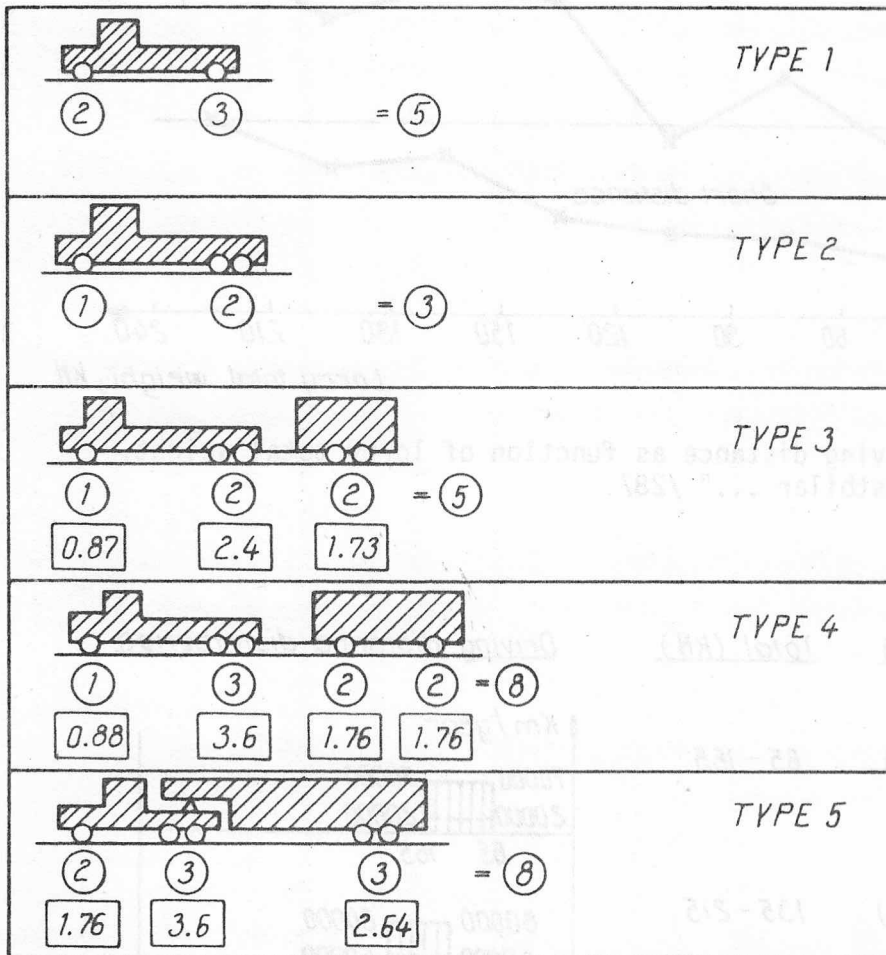 TYPE 1
2 3 = 5
TYPE 2
1 2 = 3
TYPE 3
1 2 2 = 5
0.87 2.4 1.73
TYPE 4
1 3 2 2 = 8
0.88 3.6 1.76 1.76
TYPE 5
2 3 3 = 8
1.76 3.6 2.64